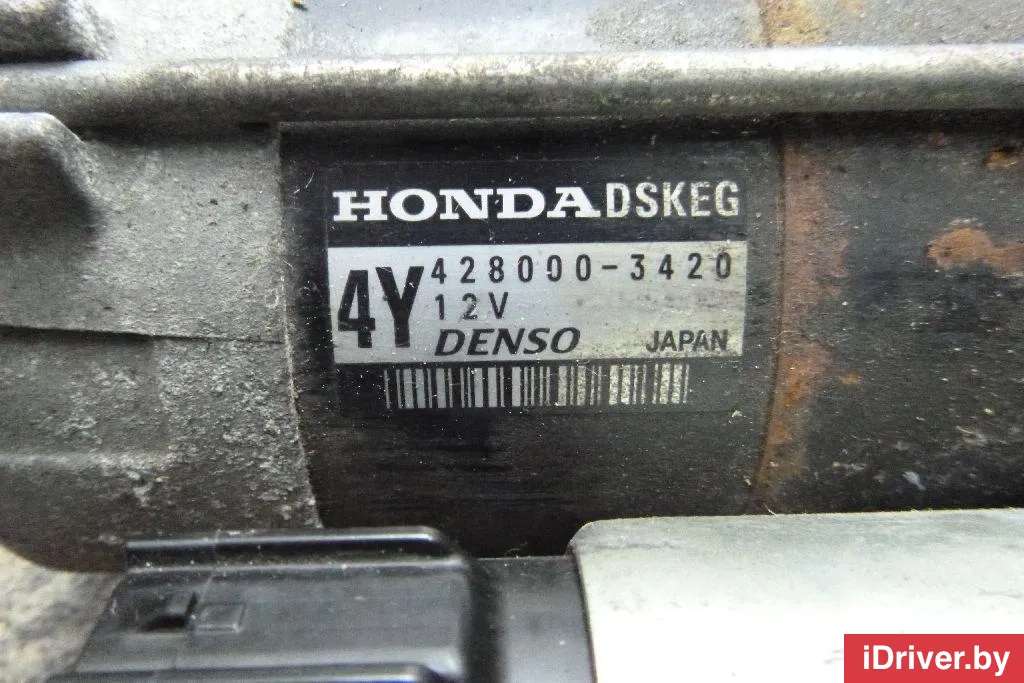 HONDA DSKEG
4Y 428000-3420
12V
DENSO JAPAN
iDriver.by